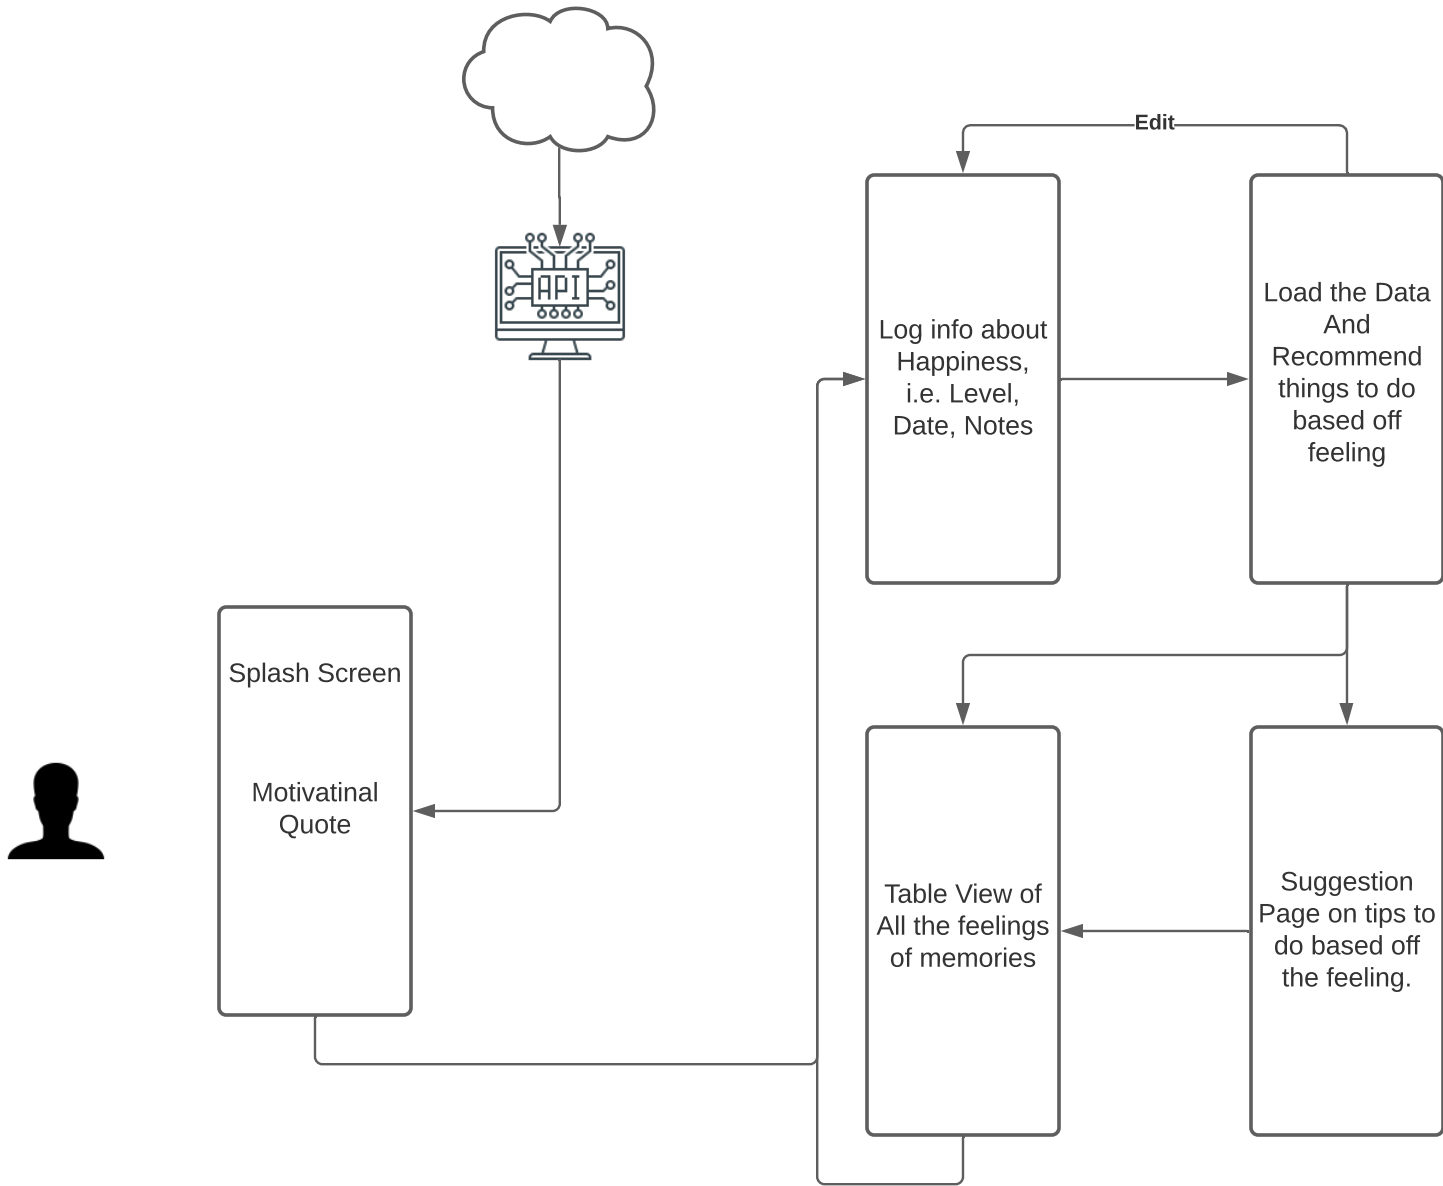 Edit
API
Log info about
Happiness,
i.e. Level,
Date, Notes
Load the Data
And
Recommend
things to do
based off
feeling
Splash Screen
Motivatinal
Quote
Table View of
All the feelings
of memories
Suggestion
Page on tips to
do based off
the feeling.